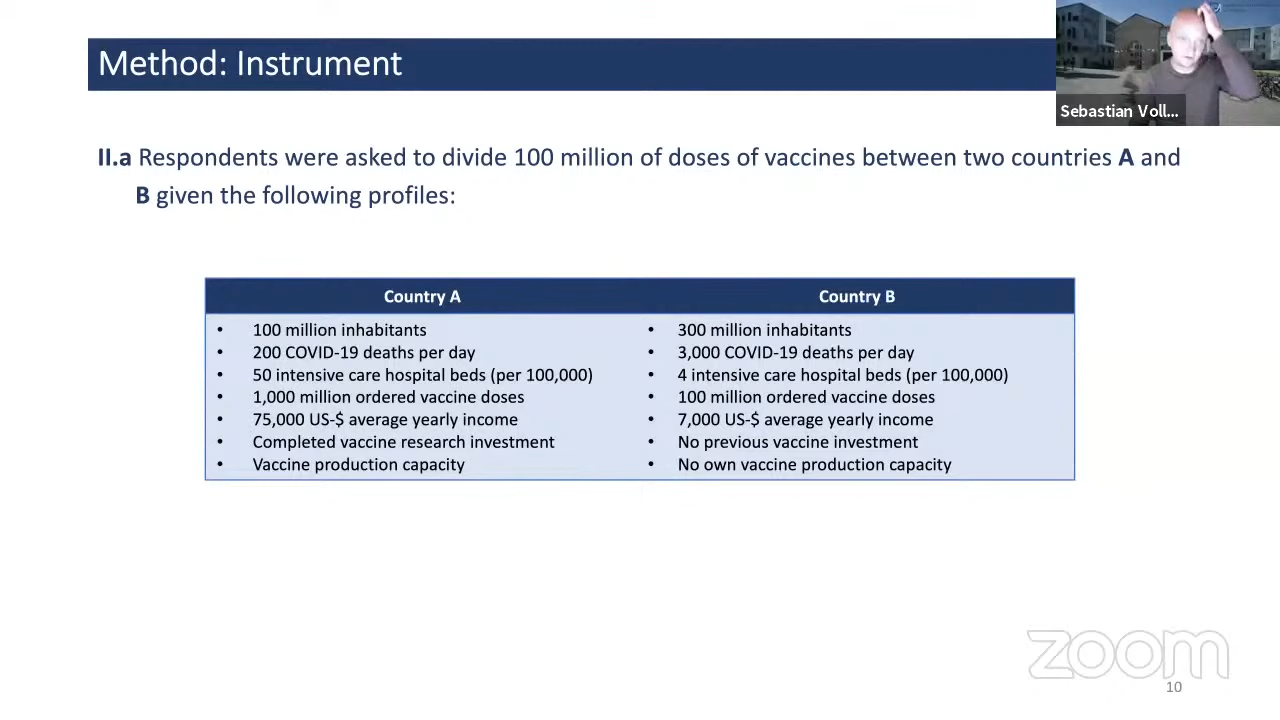 Method: Instrument
Sebastian Voll...
II.a Respondents were asked to divide 100 million of doses of vaccines between two countries A and
B given the following profiles:
Country A
Country B
• 100 million inhabitants
• 200 COVID-19 deaths per day
• 50 intensive care hospital beds (per 100,000)
• 1,000 million ordered vaccine doses
• 75,000 US-$ average yearly income
• Completed vaccine research investment
• Vaccine production capacity
• 300 million inhabitants
• 3,000 COVID-19 deaths per day
• 4 intensive care hospital beds (per 100,000)
• 100 million ordered vaccine doses
• 7,000 US-$ average yearly income
• No previous vaccine investment
• No own vaccine production capacity
zoom
10